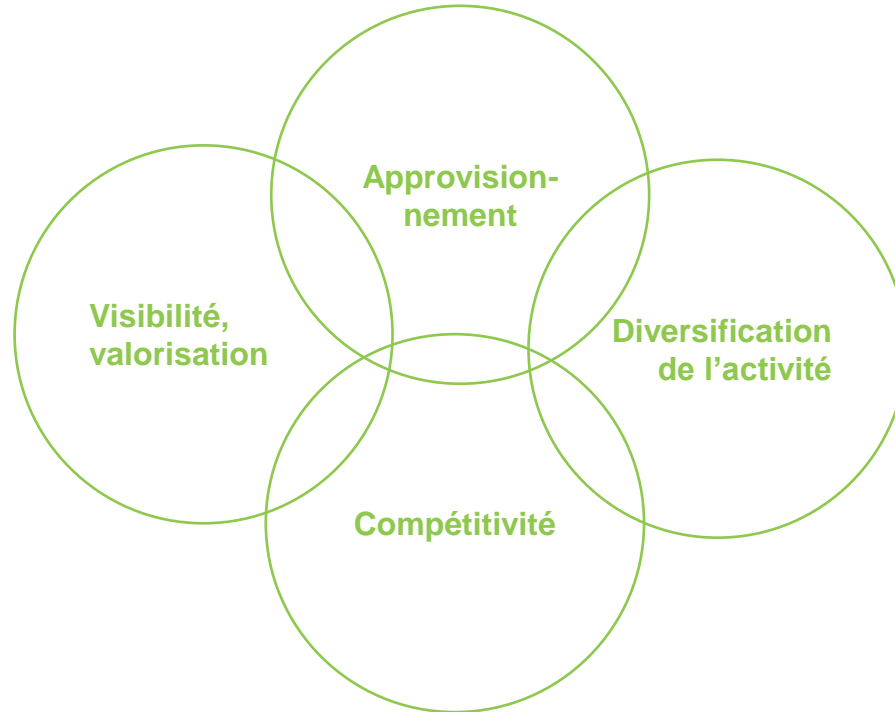 Approvision-
nement
Visibilité,
valorisation
Diversification
de l’activité
Compétitivité